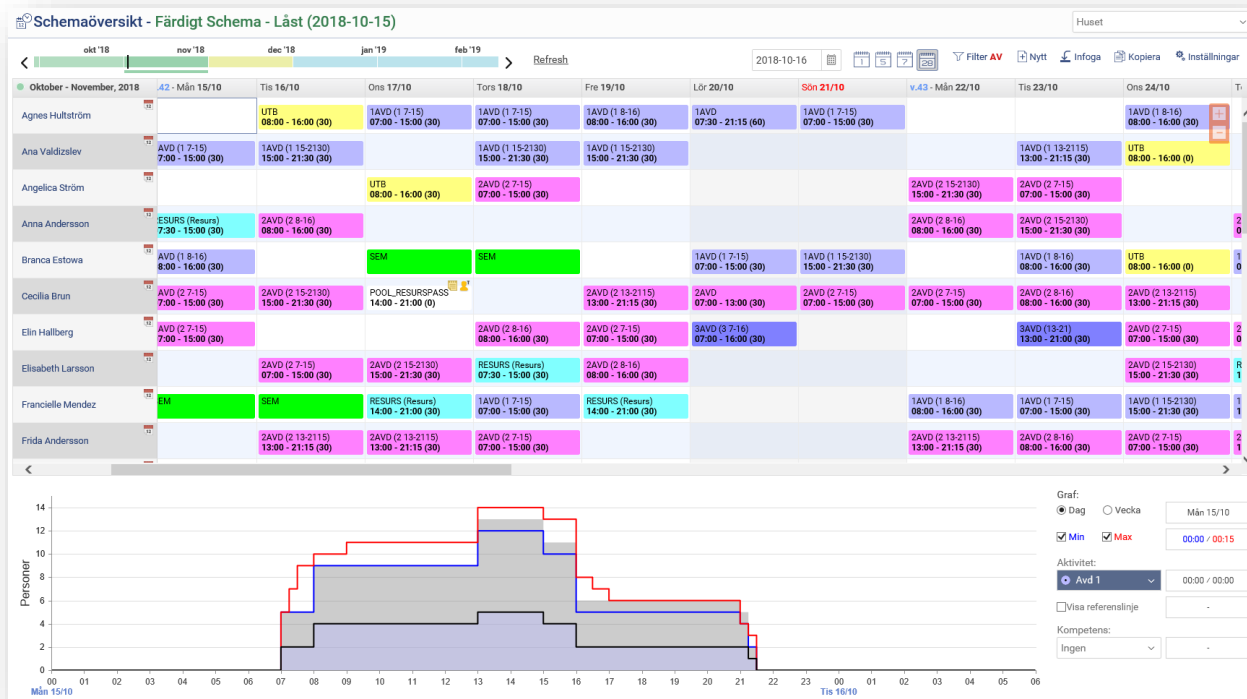 Schemaöversikt - Färdigt Schema - Låst (2018-10-15)
Huset
okt '18 nov '18 dec '18 jan '19 feb '19
Refresh
2018-10-16
1 5 7 28
Filter AV
Nytt
Infoga
Kopiera
Inställningar
Oktober - November, 2018 .42 - Mån 15/10 Tis 16/10 Ons 17/10 Tors 18/10 Fre 19/10 Lör 20/10 Sön 21/10 v.43 - Mån 22/10 Tis 23/10 Ons 24/10
Agnes Hultström
UTB 1AVD (1 7-15) 1AVD (1 7-15) 1AVD (1 8-16) 1AVD 1AVD (1 7-15) 1AVD (1 8-16)
08:00 - 16:00 (30) 07:00 - 15:00 (30) 07:00 - 15:00 (30) 08:00 - 16:00 (30) 07:30 - 21:15 (60) 07:00 - 15:00 (30) 08:00 - 16:00 (30)
Ana Valdizslev
AVD (1 7-15) 1AVD (1 15-2130) 1AVD (1 15-2130) 1AVD (1 15-2130) 1AVD (1 13-2115) UTB
7:00 - 15:00 (30) 15:00 - 21:30 (30) 15:00 - 21:30 (30) 15:00 - 21:30 (30) 13:00 - 21:15 (30) 08:00 - 16:00 (0)
Angelica Ström
UTB 2AVD (2 7-15) 2AVD (2 15-2130) 2AVD (2 7-15)
08:00 - 16:00 (30) 07:00 - 15:00 (30) 15:00 - 21:30 (30) 07:00 - 15:00 (30)
Anna Andersson
ESURS (Resurs) 2AVD (2 8-16) 2AVD (2 8-16) 2AVD (2 15-2130)
7:30 - 15:00 (30) 08:00 - 16:00 (30) 08:00 - 16:00 (30) 15:00 - 21:30 (30)
Branca Estowa
AVD (1 8-16) SEM SEM 1AVD (1 7-15) 1AVD (1 15-2130) 1AVD (1 8-16) UTB
8:00 - 16:00 (30) 07:00 - 15:00 (30) 15:00 - 21:30 (30) 08:00 - 16:00 (30) 08:00 - 16:00 (0)
Cecilia Brun
AVD (2 7-15) 2AVD (2 15-2130) POOL_RESURSPASS 2AVD (2 13-2115) 2AVD 2AVD (2 7-15) 2AVD (2 7-15) 2AVD (2 8-16) 2AVD (2 13-2115)
7:00 - 15:00 (30) 15:00 - 21:30 (30) 14:00 - 21:00 (0) 13:00 - 21:15 (30) 07:00 - 13:00 (30) 07:00 - 15:00 (30) 07:00 - 15:00 (30) 08:00 - 16:00 (30) 13:00 - 21:15 (30)
Elin Hallberg
AVD (2 7-15) 2AVD (2 8-16) 2AVD (2 7-15) 3AVD (3 7-16) 3AVD (13-21) 2AVD (2 7-15)
7:00 - 15:00 (30) 08:00 - 16:00 (30) 07:00 - 15:00 (30) 07:00 - 16:00 (30) 13:00 - 21:00 (30) 07:00 - 15:00 (30)
Elisabeth Larsson
2AVD (2 7-15) 2AVD (2 15-2130) RESURS (Resurs) 2AVD (2 8-16) 2AVD (2 15-2130)
07:00 - 15:00 (30) 15:00 - 21:30 (30) 07:30 - 15:00 (30) 08:00 - 16:00 (30) 15:00 - 21:30 (30)
Francielle Mendez
EM SEM RESURS (Resurs) 1AVD (1 7-15) RESURS (Resurs) 1AVD (1 8-16) 1AVD (1 7-15) 1AVD (1 15-2130)
14:00 - 21:00 (30) 07:00 - 15:00 (30) 14:00 - 21:00 (30) 08:00 - 16:00 (30) 07:00 - 15:00 (30) 15:00 - 21:30 (30)
Frida Andersson
2AVD (2 13-2115) 2AVD (2 13-2115) 2AVD (2 7-15) 2AVD (2 13-2115) 2AVD (2 8-16) 2AVD (2 7-15)
13:00 - 21:15 (30) 13:00 - 21:15 (30) 07:00 - 15:00 (30) 13:00 - 21:15 (30) 08:00 - 16:00 (30) 07:00 - 15:00 (30)
Personer
14
12
10
8
6
4
2
0
00 01 02 03 04 05 06 07 08 09 10 11 12 13 14 15 16 17 18 19 20 21 22 23 00 01 02 03 04 05 06
Mån 15/10 Tis 16/10
Graf:
Dag Vecka Mån 15/10
Min Max 00:00 / 00:15
Aktivitet:
Avd 1 00:00 / 00:00
Visa referenslinje -
Kompetens:
Ingen -